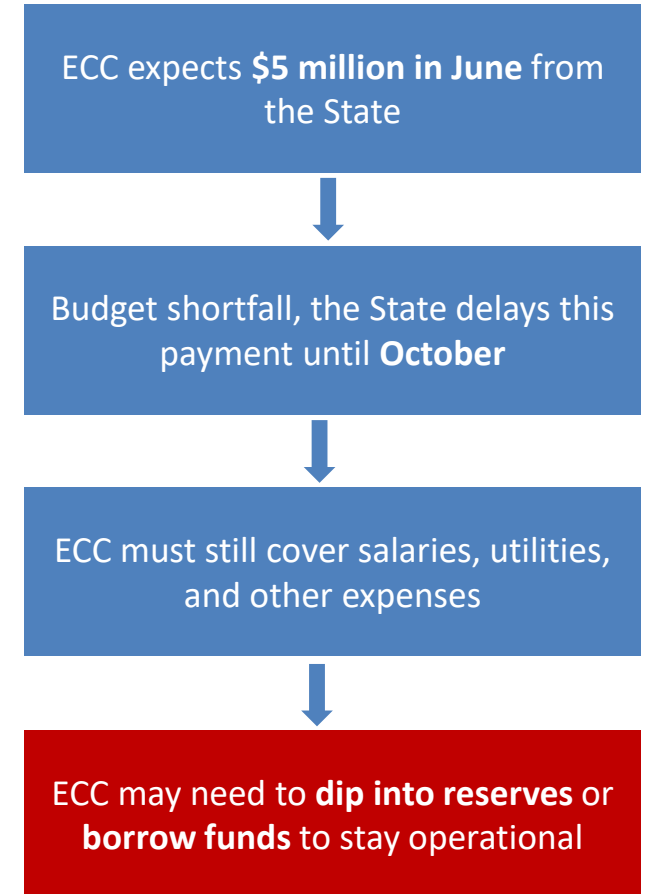 ECC expects $5 million in June from
the State
Budget shortfall, the State delays this
payment until October
ECC must still cover salaries, utilities,
and other expenses
ECC may need to dip into reserves or
borrow funds to stay operational